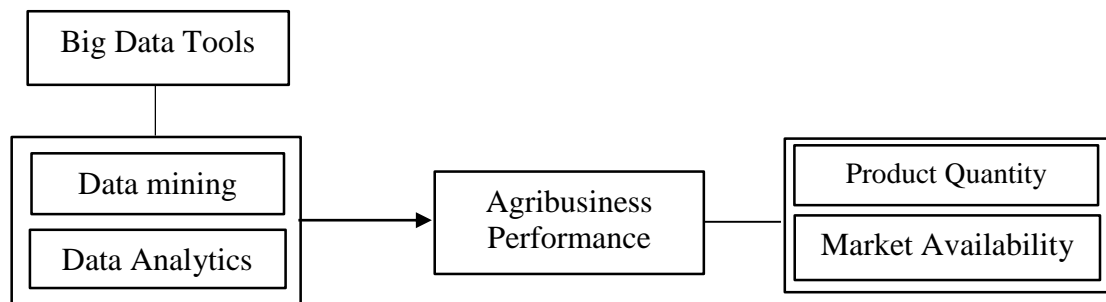 Big Data Tools
Data mining
Data Analytics
Agribusiness
Performance
Product Quantity
Market Availability